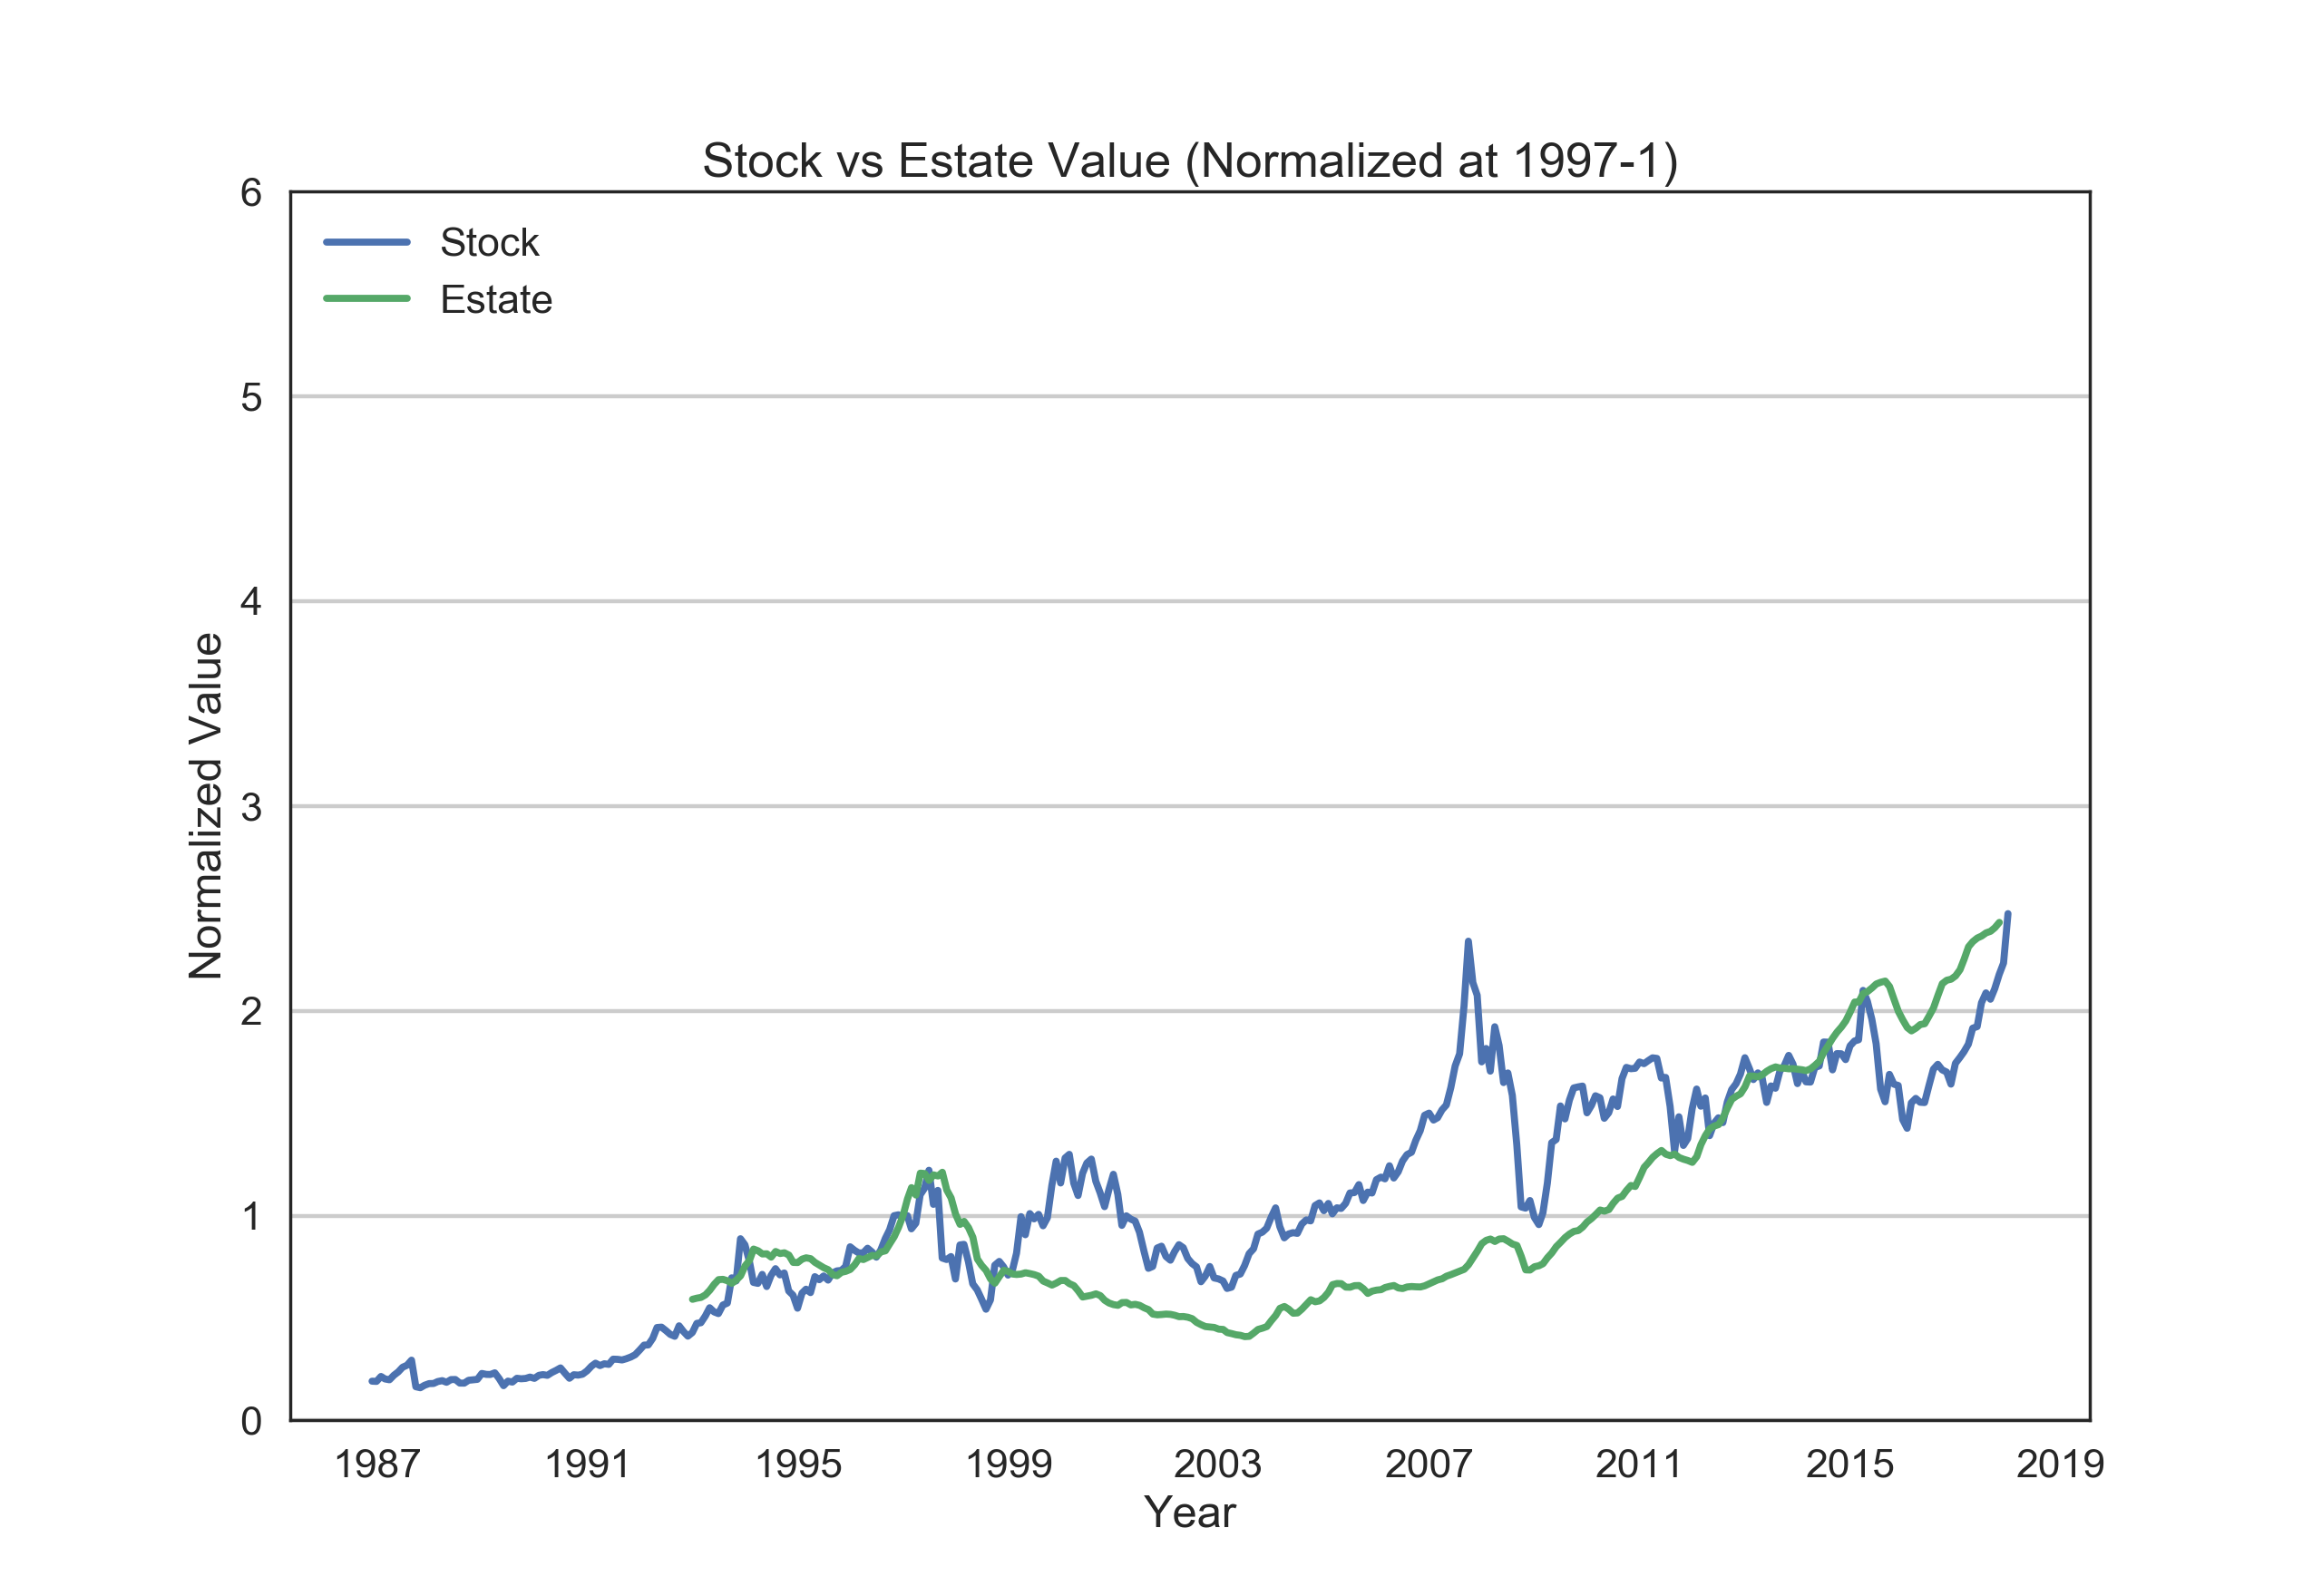 Stock vs Estate Value (Normalized at 1997-1)
6
Stock
Estate
5
4
3
2
1
0
Normalized Value
1987 1991 1995 1999 2003 2007 2011 2015 2019
Year